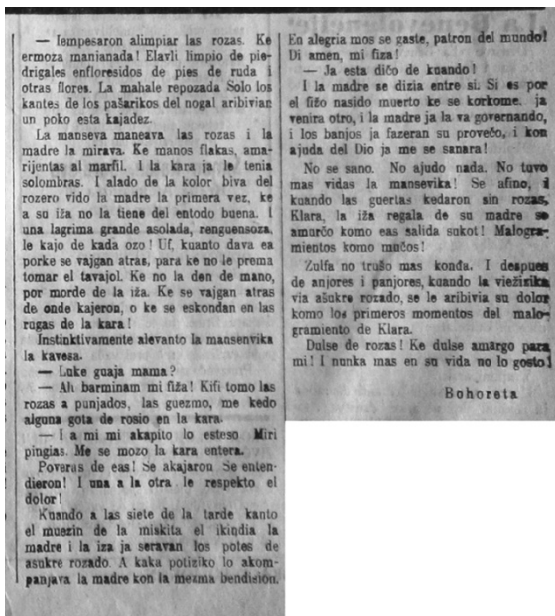 — Iempesaron alimpiar las rozas. Ke
ermoza manianada! Elavli limpio de pie-
drigales enfloresidos de pies de ruda i
otras flores. La mahale repozada Solo los
kantes de los pašarikos del nogal aribivian
un poko esta kajadez.
La manseva maneava las rozas i la
madre la mirava. Ke manos flakas, ama-
rijentas al marfil. I la kara ja le tenia
solombras. I alado de la kolor biva del
rozero vido la madre la primera vez, ke
a su iža no la tiene del entodo buena. I
una lagrima grande asolada, renguensoza,
le kajo de kada ozo! Uf, kuanto dava ea
porke se vajgan atras, para ke no le prema
tomar el tavajol. Ke no la den de mano,
por morde de la iža. Ke se vajgan atras
de onde kajeron, o ke se eskondan en las
rugas de la kara!
Instinktivamente alevanto la mansenvika
la kavesa.
— Luke guaja mama?
— Ah barminam mi fiža! Kifi tomo las
rozas a punjados, las guezmo, me kedo
alguna gota de rosio en la kara.
— I a mi mi akapito lo esteso Miri
pingias. Me se mozo la kara entera.
Poveras de eas! Se akajaron Se enten-
dieron! I una a la otra le respekto el
dolor!
Kuando a las siete de la tarde kanto
el muezin de la miskita el ikindia la
madre i la iza ja seravan los potes de
asukre rozado. A kaka potiziko lo akom-
panjava la madre kon la mezma bendisión.
En alegria mos se gaste, patron del mundo!
Di amen, mi fiza!
— Ja esta dičo de kuando!
I la madre se dizia entre si. Si es por
el fižo nasido muerto ke se korkome. ja
venira otro, i la madre ja la va governando,
i los banjos ja fazeran su provečo, i kon
ajuda del Dio ja me se sanara!
No se sano. No ajudo nada. No tuvo
mas vidas la mansevika! Se afino, i
kuando las guertas kedaron sin rozas,
Klara, la iža regala de su madre se
amurčo komo eas salida sukot! Malogra-
mientos komo mučos!
Zulfa no trušo mas konda. I despues
de anjores i panjores, kuando la viežizika
via ašukre rozado, se le aribivia su dolor
komo los primeros momentos del malo-
gramiento de Klara.
Dulse de rozas! Ke dulse amargo para
mi! I nunka mas en su vida no lo gosto!
Bohoreta